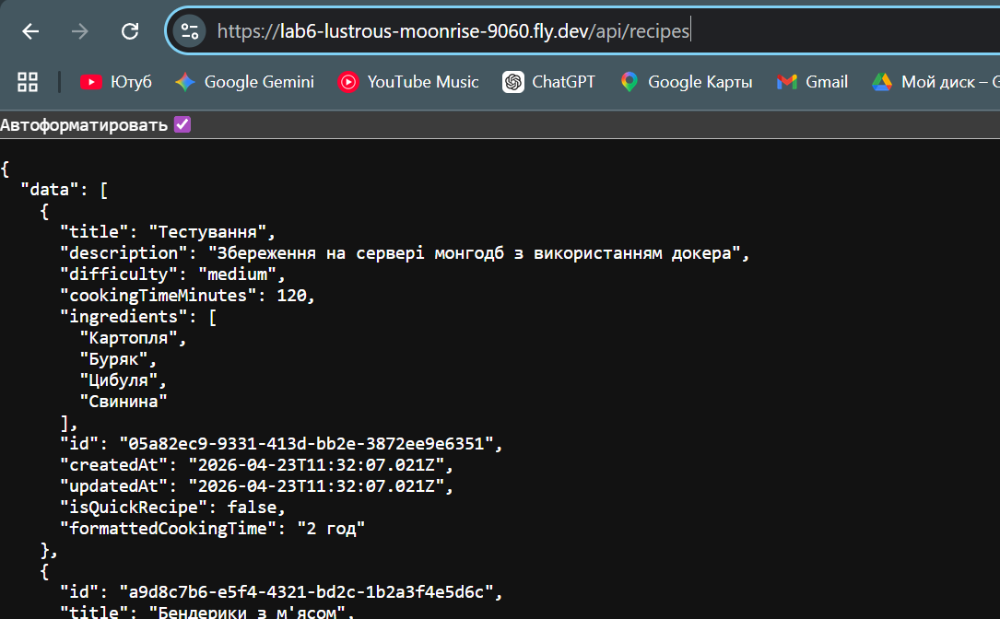 https://lab6-lustrous-moonrise-9060.fly.dev/api/recipes
Ютуб Google Gemini YouTube Music ChatGPT Google Карты Gmail Мой диск – G
Автоформатировать
{
"data": [
{
"title": "Тестування",
"description": "Збереження на сервері монгодб з використанням докера",
"difficulty": "medium",
"cookingTimeMinutes": 120,
"ingredients": [
"Картопля",
"Буряк",
"Цибуля",
"Свинина"
],
"id": "05a82ec9-9331-413d-bb2e-3872ee9e6351",
"createdAt": "2026-04-23T11:32:07.021Z",
"updatedAt": "2026-04-23T11:32:07.021Z",
"isQuickRecipe": false,
"formattedCookingTime": "2 год"
},
{
"id": "a9d8c7b6-e5f4-4321-bd2c-1b2a3f4e5d6c",
"title": "Бендерики з м'ясом",